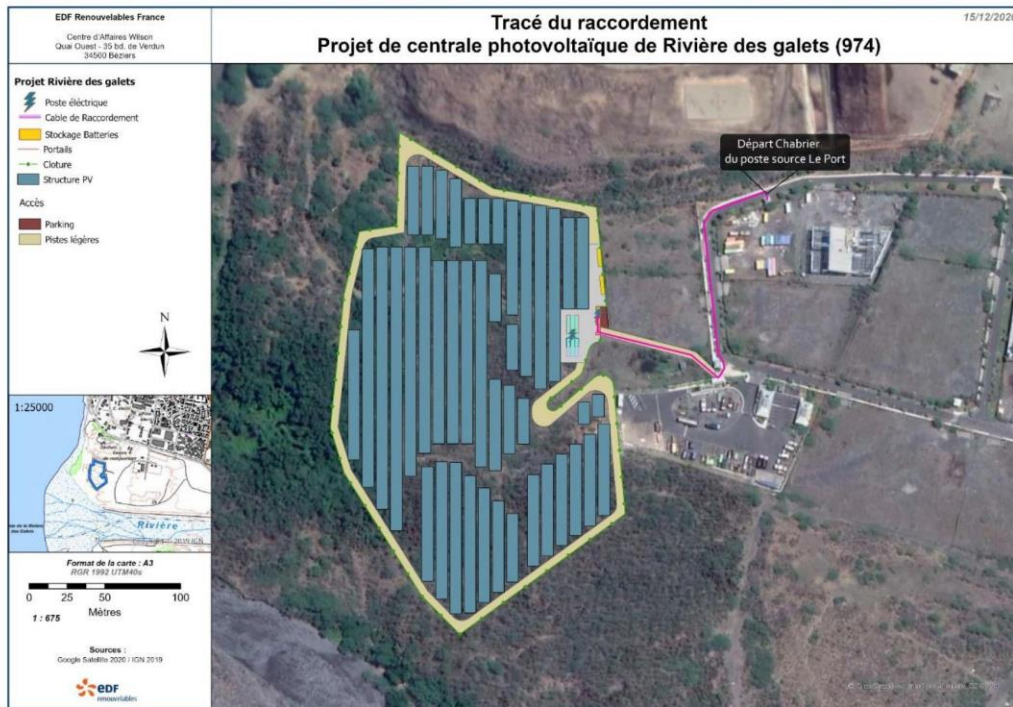 EDF Renouvelables France
Centre d'Affaires Wilson
Quai Ouest - 35 bd. de Verdun
34500 Béziers
Tracé du raccordement
Projet de centrale photovoltaïque de Rivière des galets (974)
15/12/2020
Projet Rivière des galets
Poste éléctrique
Cable de Raccordement
Stockage Batteries
Portails
Cloture
Structure PV
Accès
Parking
Pistes légères
N
Départ Chabrier
du poste source Le Port
1:25000
Rivière
2019 IGN
Format de la carte : A3
RGR 1992 UTM40s
0 25 50 100
Mètres
1 : 675
Sources :
Google Satellite 2020 / IGN 2019
edf
renouvelables